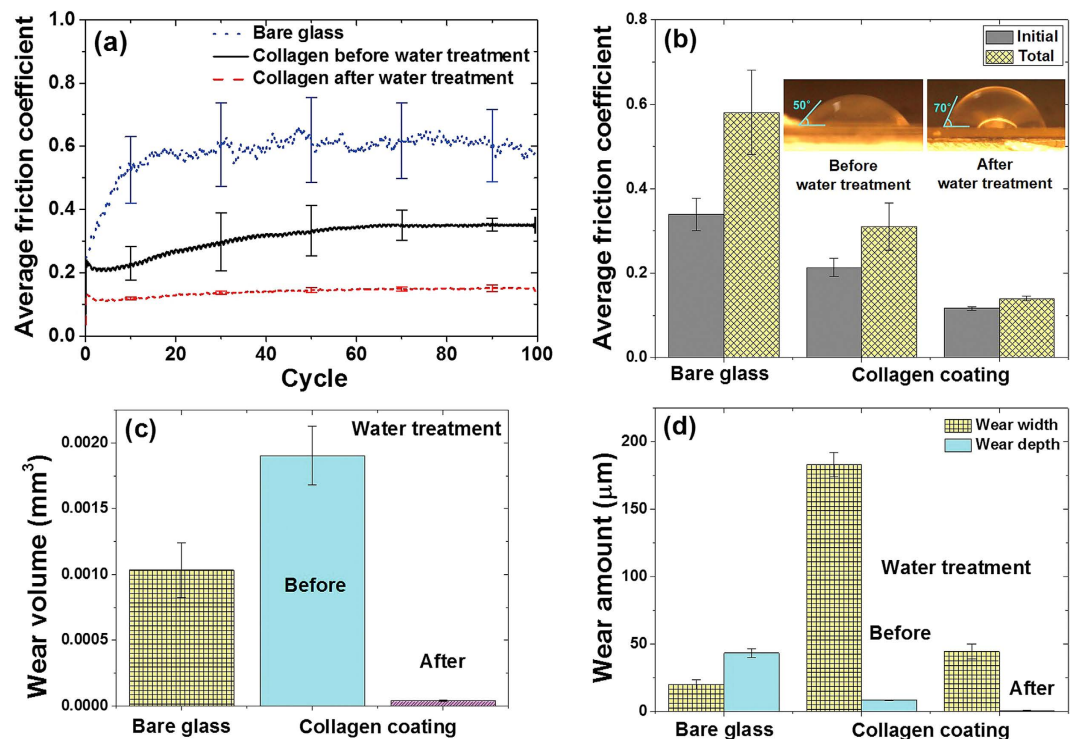 (a)
Bare glass
Collagen before water treatment
Collagen after water treatment
1.0
0.8
0.6
0.4
0.2
0.0
0
20
40
60
80
100
Average friction coefficient
Cycle
(b)
Initial
Total
50°
70°
Before
water treatment
After
water treatment
0.8
0.6
0.4
0.2
0.0
Average friction coefficient
Bare glass
Collagen coating
(c)
Water treatment
0.0020
0.0015
0.0010
0.0005
0.0000
Wear volume (mm³)
Before
After
Bare glass
Collagen coating
(d)
Wear width
Wear depth
200
150
100
50
0
Wear amount (μm)
Water treatment
Before
After
Bare glass
Collagen coating